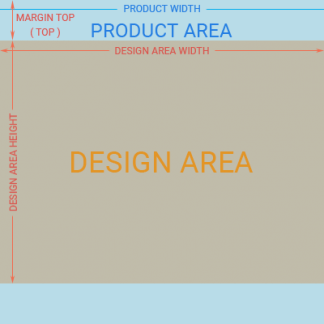 PRODUCT WIDTH
MARGIN TOP
( TOP )
PRODUCT AREA
DESIGN AREA WIDTH
DESIGN AREA HEIGHT
DESIGN AREA